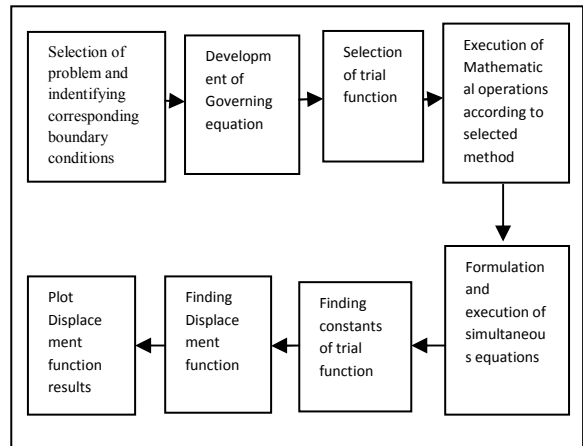 Selection of
problem and
indentifying
corresponding
boundary
conditions
Developm
ent of
Governing
equation
Selection
of trial
function
Execution of
Mathematic
al operations
according to
selected
method
Formulation
and
execution of
simultaneou
s equations
Finding
constants
of trial
function
Finding
Displace
ment
function
Plot
Displace
ment
function
results